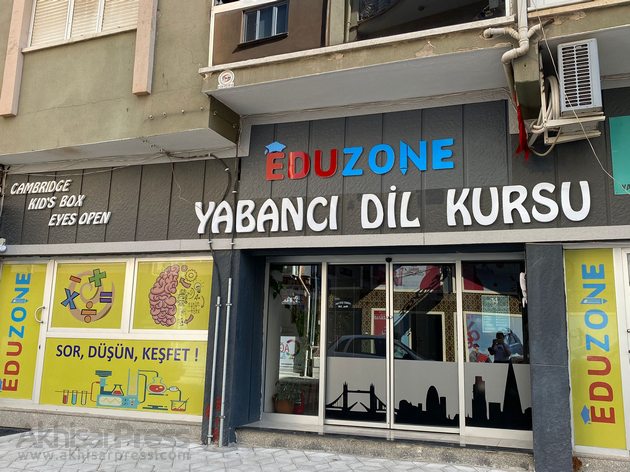 EDUZONE
YABANCI DİL KURSU
CAMBRIDGE
KID'S BOX
EYES OPEN
EDUZONE
SOR, DÜŞÜN, KEŞFET !
EDUZONE
AkhisarPress
www.akhisarpress.com